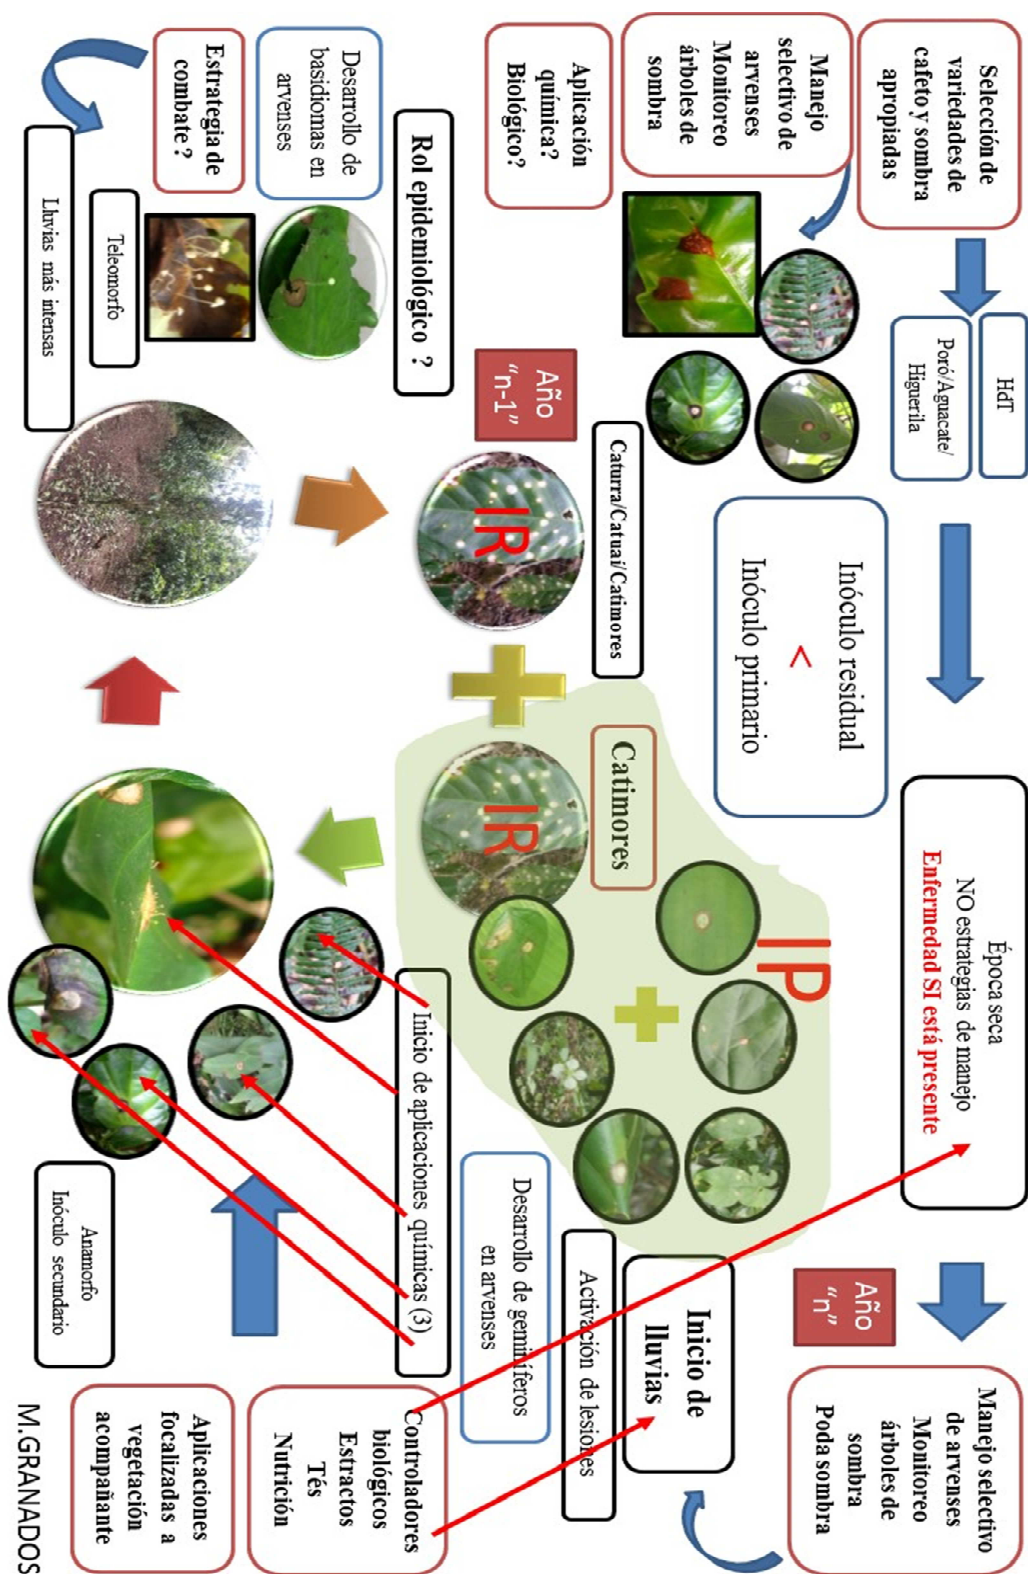 Selección de
variedades de
cafeto y sombra
apropiadas
HdT
Poró/Aguacate/
Higuerila
Época seca
NO estrategias de manejo
Enfermedad SI está presente
Año
“n”
Manejo selectivo
de arvenses
Monitoreo
árboles de
sombra
Poda sombra
Manejo
selectivo de
arvenses
Monitoreo
árboles de
sombra
Inóculo residual
<
Inóculo primario
Inicio de
lluvias
Aplicación
química?
Biológico?
Año
“n-1”
Caturra/Catuai/Catimores
IR
Catimores
IR
IP
Activación de lesiones
Desarrollo de geminíferos
en arvenses
Rol epidemiológico ?
Desarrollo de
basidiomas en
arvenses
Estrategia de
combate ?
Teleomorfo
Lluvias más intensas
Inicio de aplicaciones químicas (3)
Controladores
biológicos
Estractos
Tés
Nutrición
Anamorfo
Inóculo secundario
Aplicaciones
focalizadas a
vegetación
acompañante
M.GRANADOS